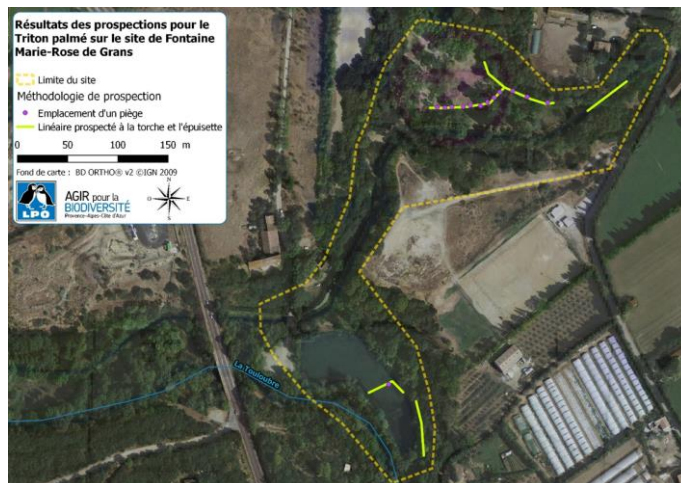 Résultats des prospections pour le
Triton palmé sur le site de Fontaine
Marie-Rose de Grans
Limite du site
Méthodologie de prospection
Emplacement d'un piège
Linéaire prospecté à la torche et l'épuisette
0 50 100 150 m
Fond de carte : BD ORTHO® v2 ©IGN 2009
LPO
AGIR pour la
BIODIVERSITÉ
Provence-Alpes-Côte d'Azur
N
O E
S
La Touloubre